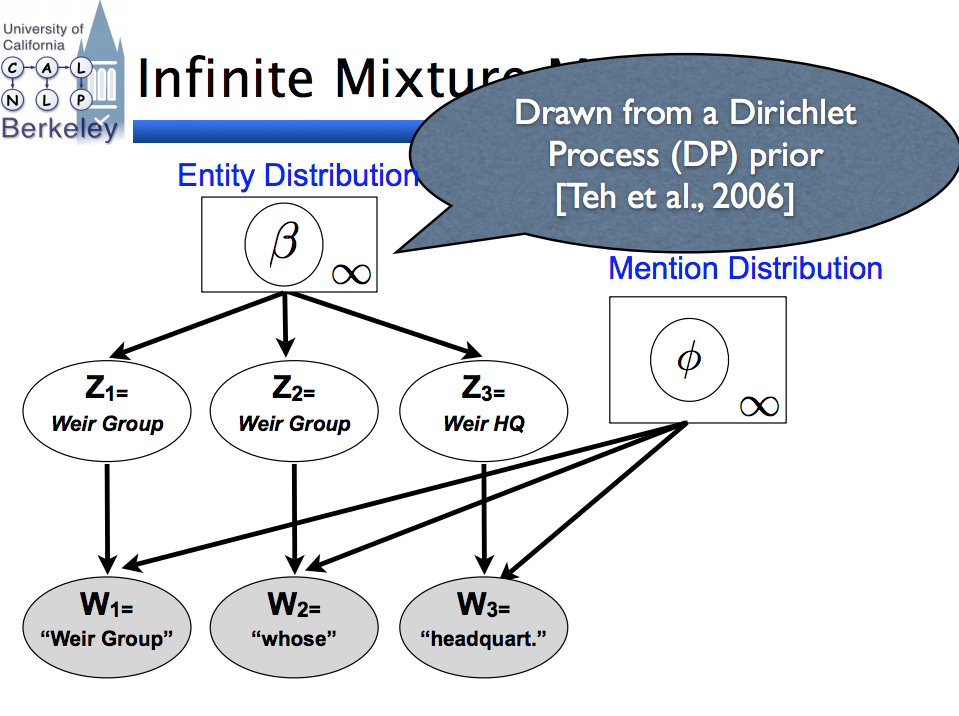 University of
California
C A L
N L P
Berkeley
Infinite Mixture
Drawn from a Dirichlet
Process (DP) prior
[Teh et al., 2006]
Entity Distribution
β
∞
Mention Distribution
ϕ
∞
Z1=
Weir Group
Z2=
Weir Group
Z3=
Weir HQ
W1=
“Weir Group”
W2=
“whose”
W3=
“headquart.”